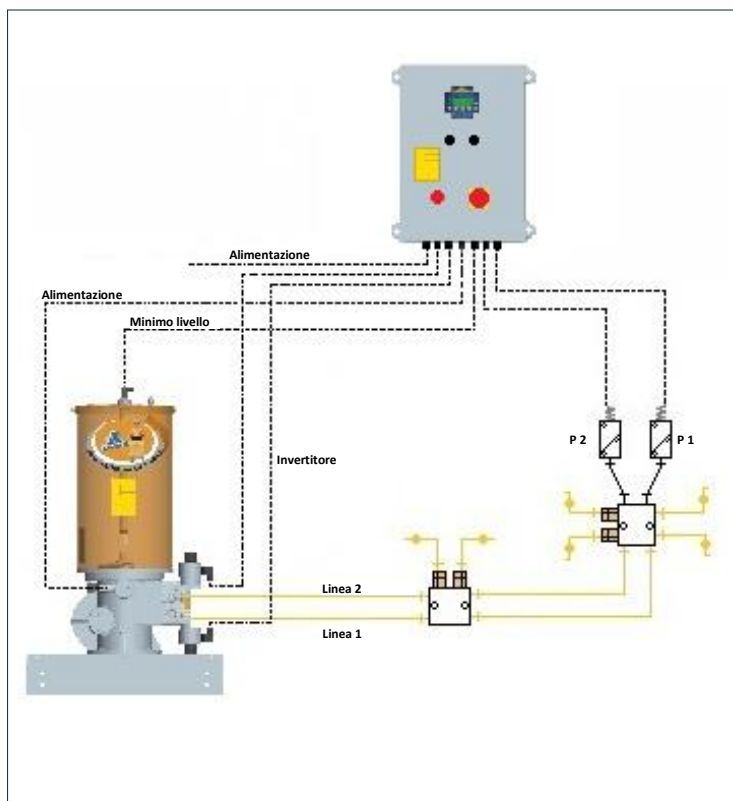 Alimentazione
Alimentazione
Minimo livello
P 2
P 1
Invertitore
Linea 2
Linea 1